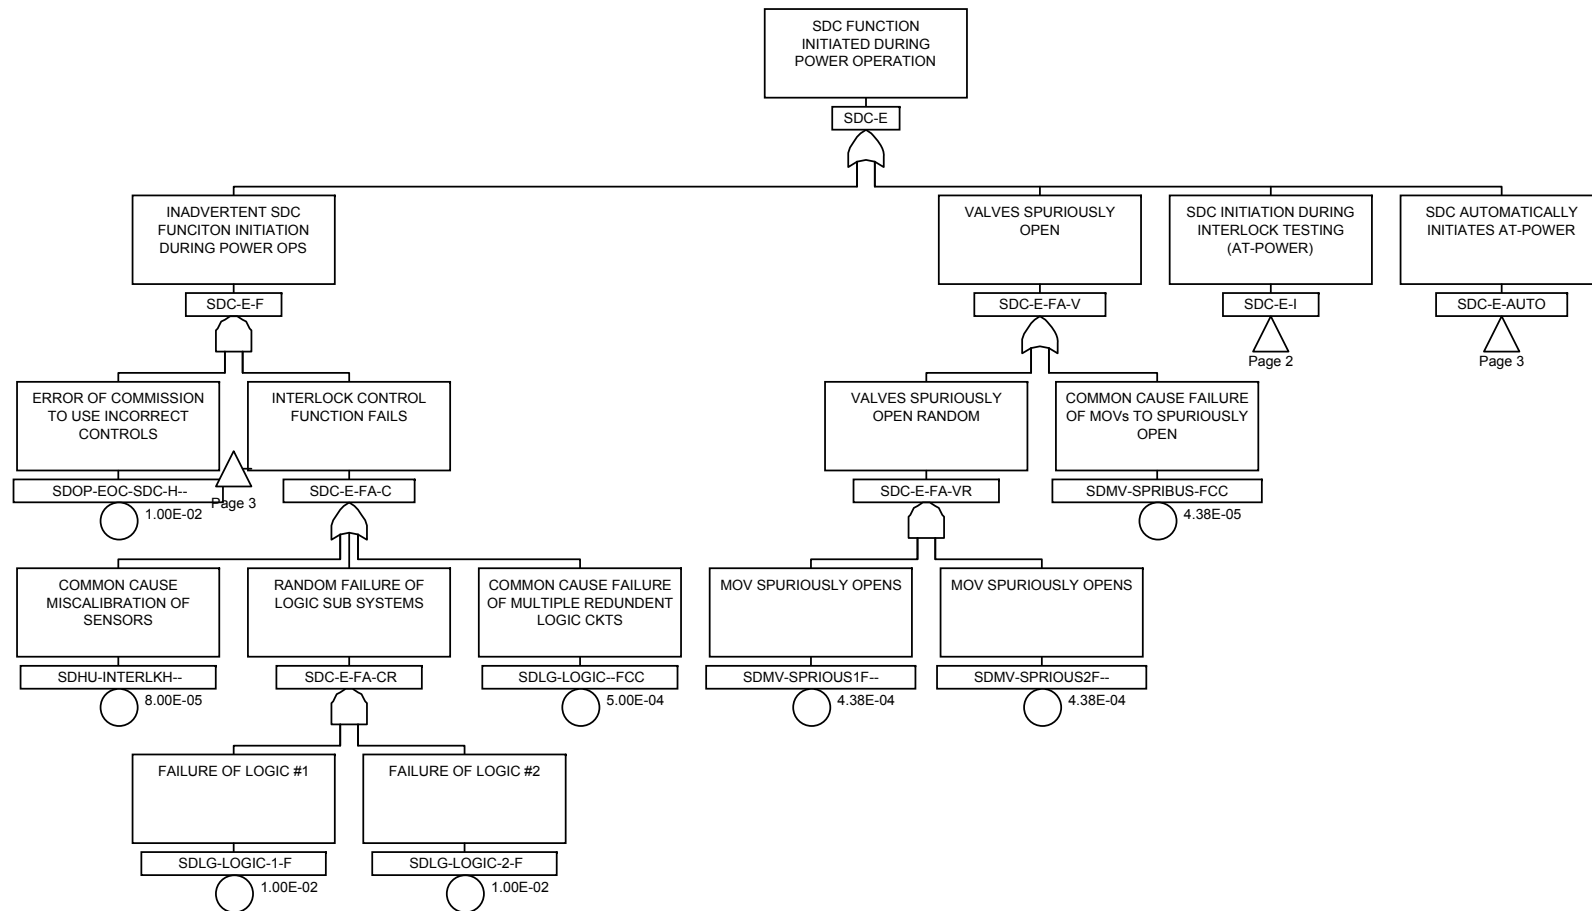 SDC FUNCTION
INITIATED DURING
POWER OPERATION
SDC-E
INADVERTENT SDC
FUNCITON INITIATION
DURING POWER OPS
SDC-E-F
VALVES SPURIOUSLY
OPEN
SDC-E-FA-V
SDC INITIATION DURING
INTERLOCK TESTING
(AT-POWER)
SDC-E-I
Page 2
SDC AUTOMATICALLY
INITIATES AT-POWER
SDC-E-AUTO
Page 3
ERROR OF COMMISSION
TO USE INCORRECT
CONTROLS
SDOP-EOC-SDC-H--
1.00E-02
Page 3
INTERLOCK CONTROL
FUNCTION FAILS
SDC-E-FA-C
VALVES SPURIOUSLY
OPEN RANDOM
SDC-E-FA-VR
COMMON CAUSE FAILURE
OF MOVs TO SPURIOUSLY
OPEN
SDMV-SPRIBUS-FCC
4.38E-05
COMMON CAUSE
MISCALIBRATION OF
SENSORS
SDHU-INTERLKH--
8.00E-05
RANDOM FAILURE OF
LOGIC SUB SYSTEMS
SDC-E-FA-CR
COMMON CAUSE FAILURE
OF MULTIPLE REDUNDENT
LOGIC CKTS
SDLG-LOGIC--FCC
5.00E-04
MOV SPURIOUSLY OPENS
SDMV-SPRIOUS1F--
4.38E-04
MOV SPURIOUSLY OPENS
SDMV-SPRIOUS2F--
4.38E-04
FAILURE OF LOGIC #1
SDLG-LOGIC-1-F
1.00E-02
FAILURE OF LOGIC #2
SDLG-LOGIC-2-F
1.00E-02